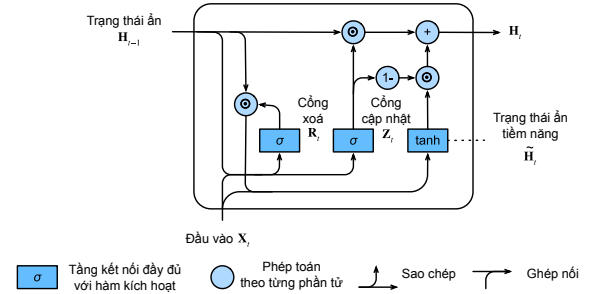 Trạng thái ẩn
H_{t-1}
H_t
⊙
+
1-
⊙
⊙
Cổng
xoá
R_t
Cổng
cập nhật
Z_t
σ
σ
tanh
Trạng thái ẩn
tiềm năng
H̃_t
Đầu vào X_t
σ
Tầng kết nối đầy đủ
với hàm kích hoạt
Phép toán
theo từng phần tử
Sao chép
Ghép nối